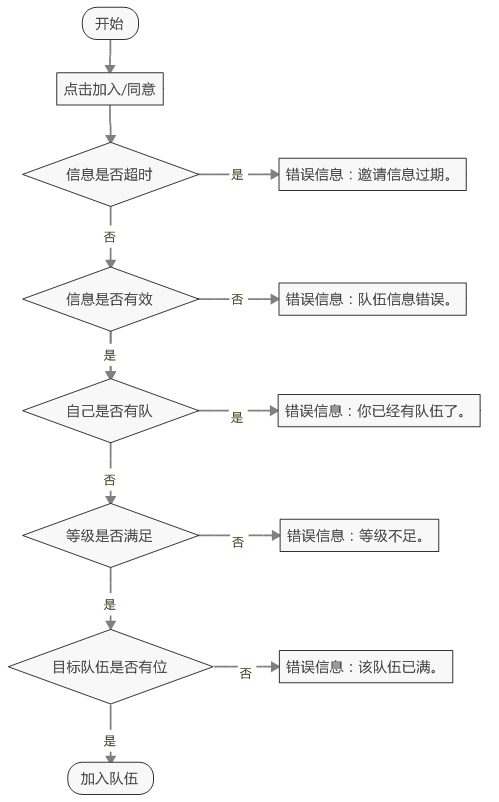 开始
点击加入/同意
信息是否超时
是
错误信息：邀请信息过期。
否
信息是否有效
否
错误信息：队伍信息错误。
是
自己是否有队
是
错误信息：你已经有队伍了。
否
等级是否满足
否
错误信息：等级不足。
是
目标队伍是否有位
否
错误信息：该队伍已满。
是
加入队伍